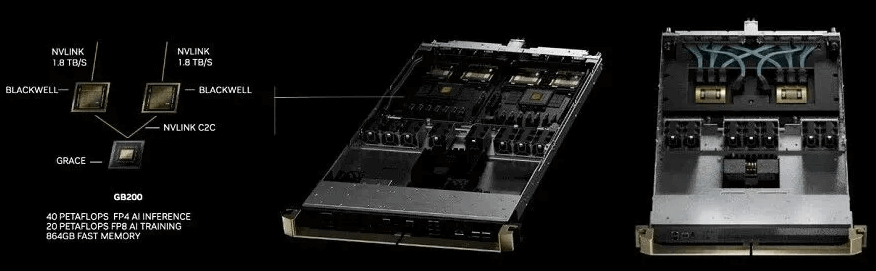 NVLINK
1.8 TB/S
NVLINK
1.8 TB/S
BLACKWELL
BLACKWELL
NVLINK C2C
GRACE
GB200
40 PETAFLOPS FP4 AI INFERENCE
20 PETAFLOPS FP8 AI TRAINING
864GB FAST MEMORY